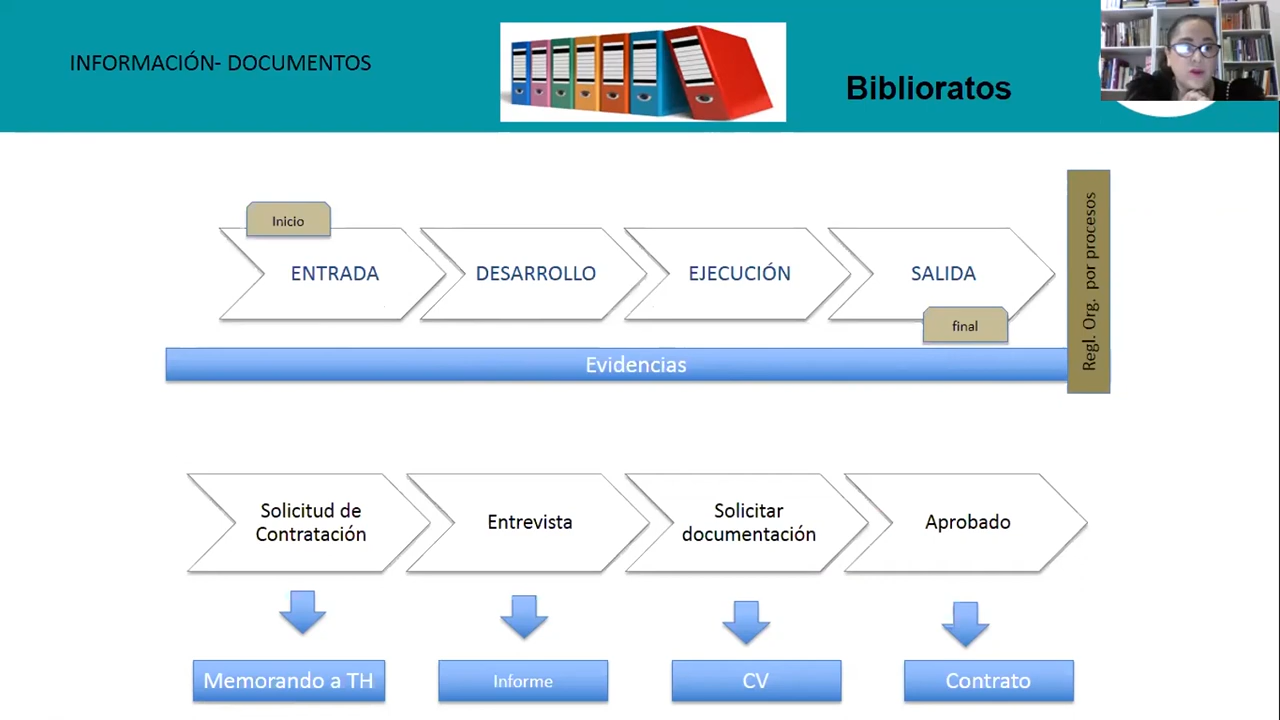 INFORMACIÓN- DOCUMENTOS
Biblioratos
Inicio
ENTRADA
DESARROLLO
EJECUCIÓN
SALIDA
final
Evidencias
Regl. Org. por procesos
Solicitud de
Contratación
Entrevista
Solicitar
documentación
Aprobado
Memorando a TH
Informe
CV
Contrato